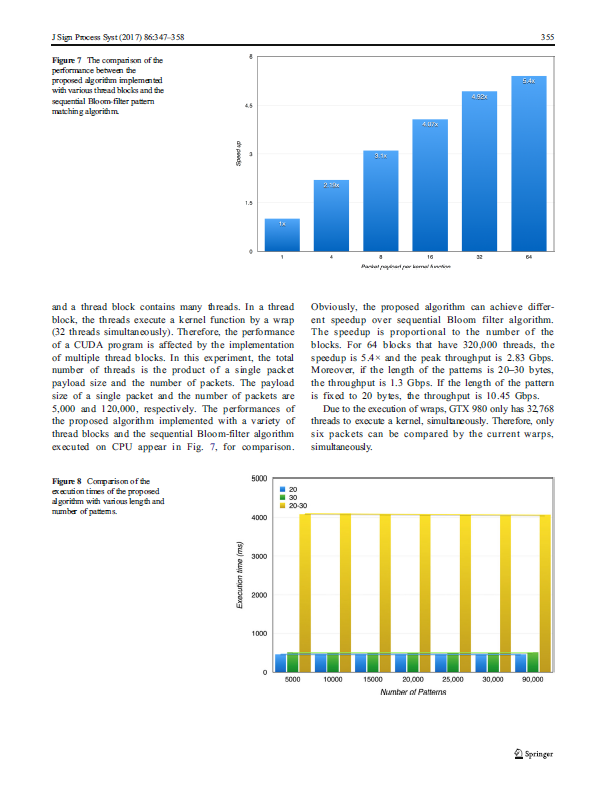 J Sign Process Syst (2017) 86:347–358
355
Figure 7 The comparison of the
performance between the
proposed algorithm implemented
with various thread blocks and the
sequential Bloom-filter pattern
matching algorithm.
Speed up
6
4.5
3
1.5
0
1x
2.19x
3.1x
4.07x
4.92x
5.4x
1
4
8
16
32
64
Packet payload per kernel function
and a thread block contains many threads. In a thread
block, the threads execute a kernel function by a wrap
(32 threads simultaneously). Therefore, the performance
of a CUDA program is affected by the implementation
of multiple thread blocks. In this experiment, the total
number of threads is the product of a single packet
payload size and the number of packets. The payload
size of a single packet and the number of packets are
5,000 and 120,000, respectively. The performances of
the proposed algorithm implemented with a variety of
thread blocks and the sequential Bloom-filter algorithm
executed on CPU appear in Fig. 7, for comparison.
Obviously, the proposed algorithm can achieve differ-
ent speedup over sequential Bloom filter algorithm.
The speedup is proportional to the number of the
blocks. For 64 blocks that have 320,000 threads, the
speedup is 5.4× and the peak throughput is 2.83 Gbps.
Moreover, if the length of the patterns is 20–30 bytes,
the throughput is 1.3 Gbps. If the length of the pattern
is fixed to 20 bytes, the throughput is 10.45 Gbps.
Due to the execution of wraps, GTX 980 only has 32,768
threads to execute a kernel, simultaneously. Therefore, only
six packets can be compared by the current warps,
simultaneously.
Figure 8 Comparison of the
execution times of the proposed
algorithm with various length and
number of patterns.
Execution time (ms)
5000
4000
3000
2000
1000
0
20
30
20-30
5000
10000
15000
20,000
25,000
30,000
90,000
Number of Patterns
Springer